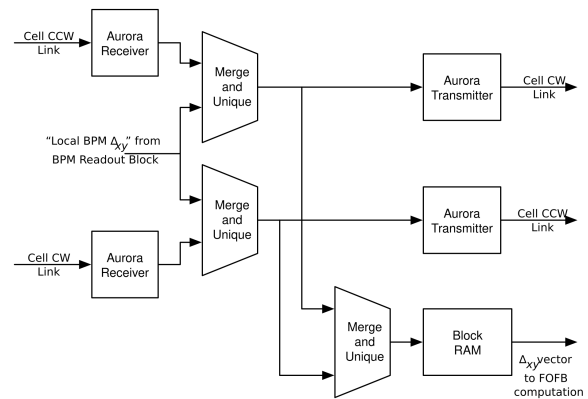 Cell CCW
Link
Aurora
Receiver
Merge
and
Unique
Aurora
Transmitter
Cell CW
Link
“Local BPM Δxy” from
BPM Readout Block
Merge
and
Unique
Aurora
Transmitter
Cell CCW
Link
Cell CW
Link
Aurora
Receiver
Merge
and
Unique
Block
RAM
Δxy vector
to FOFB
computation